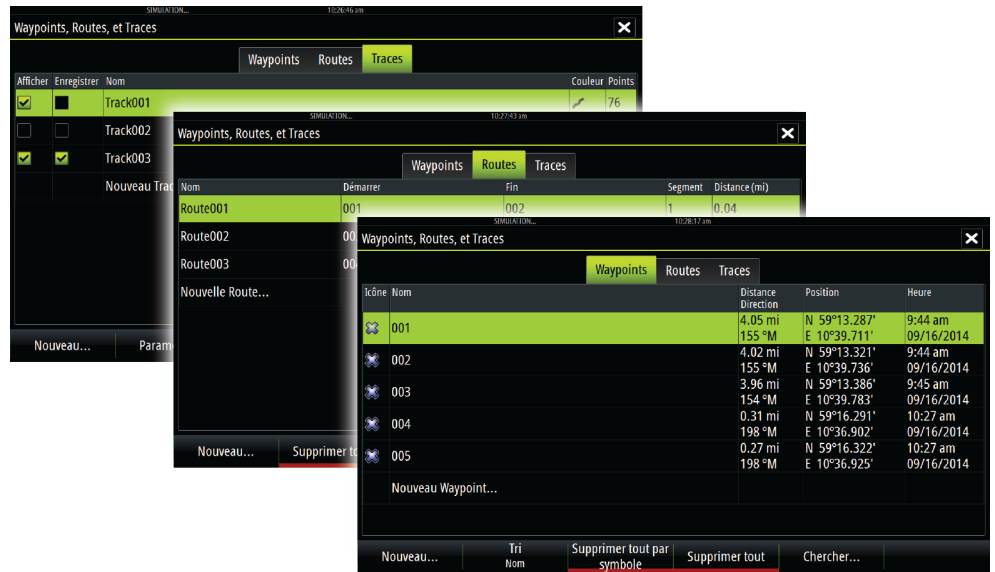 SIMULATION... 10:26:46 am
Waypoints, Routes, et Traces
Waypoints Routes Traces
Afficher Enregistrer Nom Couleur Points
Track001 76
Track002
Track003
Nouveau
Nouveau...
SIMULATION... 10:27:43 am
Waypoints, Routes, et Traces
Waypoints Routes Traces
Nom Démarrer Fin Segment Distance (mi)
Route001 001 002 1 0.04
Route002
Route003
Nouvelle Route...
Nouveau... Supprimer
SIMULATION... 10:28:17 am
Waypoints, Routes, et Traces
Waypoints Routes Traces
Icône Nom Distance Position Heure
Direction
4.05 mi N 59°13.287' 9:44 am
001
155 °M E 10°39.711' 09/16/2014
4.02 mi N 59°13.321' 9:44 am
002
155 °M E 10°39.736' 09/16/2014
3.96 mi N 59°13.386' 9:45 am
003
154 °M E 10°39.783' 09/16/2014
0.31 mi N 59°16.291' 10:27 am
004
198 °M E 10°36.902' 09/16/2014
0.27 mi N 59°16.322' 10:27 am
005
198 °M E 10°36.925' 09/16/2014
Nouveau Waypoint...
Nouveau... Tri Supprimer tout par Supprimer tout Chercher...
Nom symbole